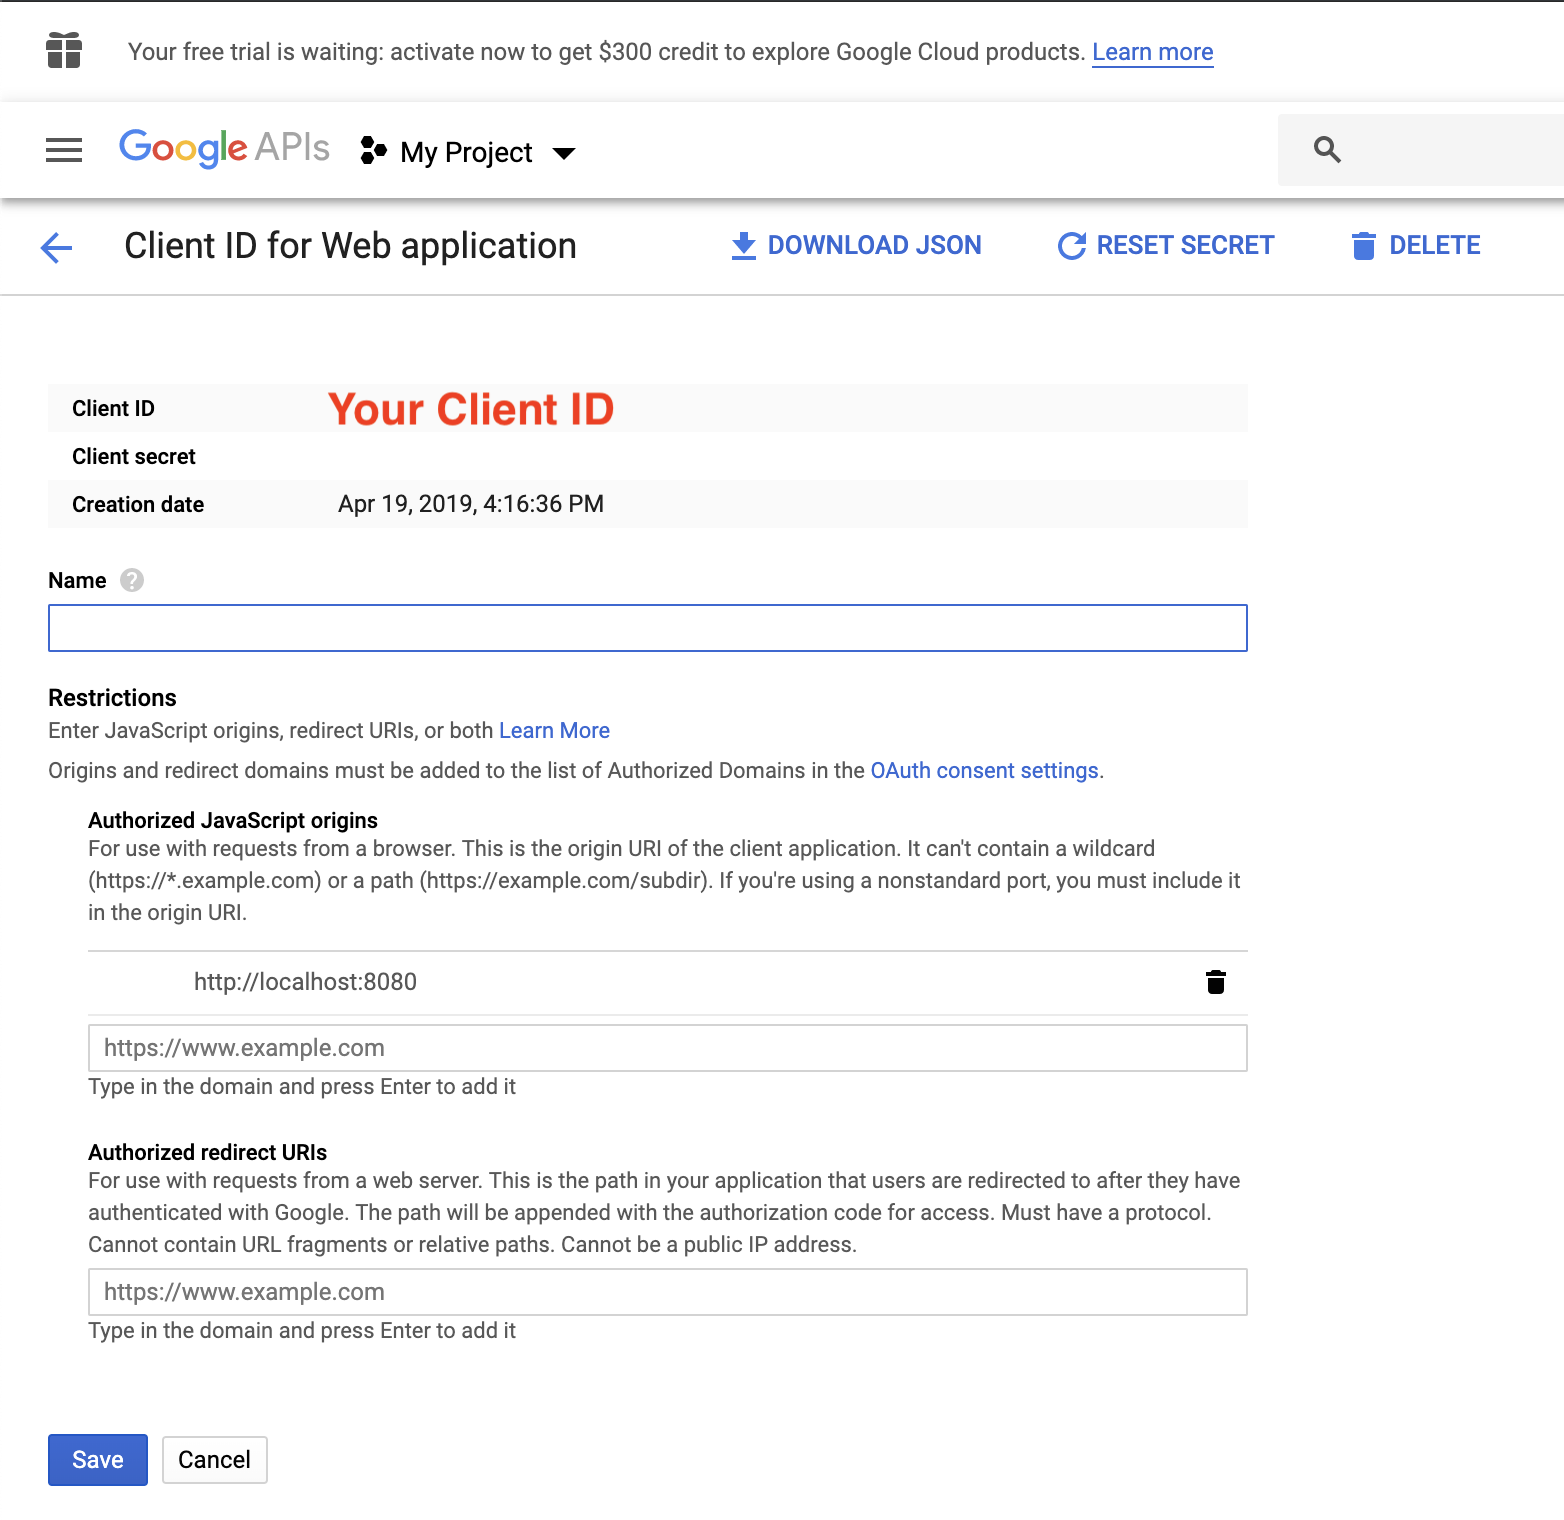 Your free trial is waiting: activate now to get $300 credit to explore Google Cloud products. Learn more
Google APIs My Project
Client ID for Web application DOWNLOAD JSON RESET SECRET DELETE
Client ID Your Client ID
Client secret
Creation date Apr 19, 2019, 4:16:36 PM
Name ?
Restrictions
Enter JavaScript origins, redirect URIs, or both Learn More
Origins and redirect domains must be added to the list of Authorized Domains in the OAuth consent settings.
Authorized JavaScript origins
For use with requests from a browser. This is the origin URI of the client application. It can't contain a wildcard
(https://*.example.com) or a path (https://example.com/subdir). If you're using a nonstandard port, you must include it
in the origin URI.
http://localhost:8080
https://www.example.com
Type in the domain and press Enter to add it
Authorized redirect URIs
For use with requests from a web server. This is the path in your application that users are redirected to after they have
authenticated with Google. The path will be appended with the authorization code for access. Must have a protocol.
Cannot contain URL fragments or relative paths. Cannot be a public IP address.
https://www.example.com
Type in the domain and press Enter to add it
Save Cancel